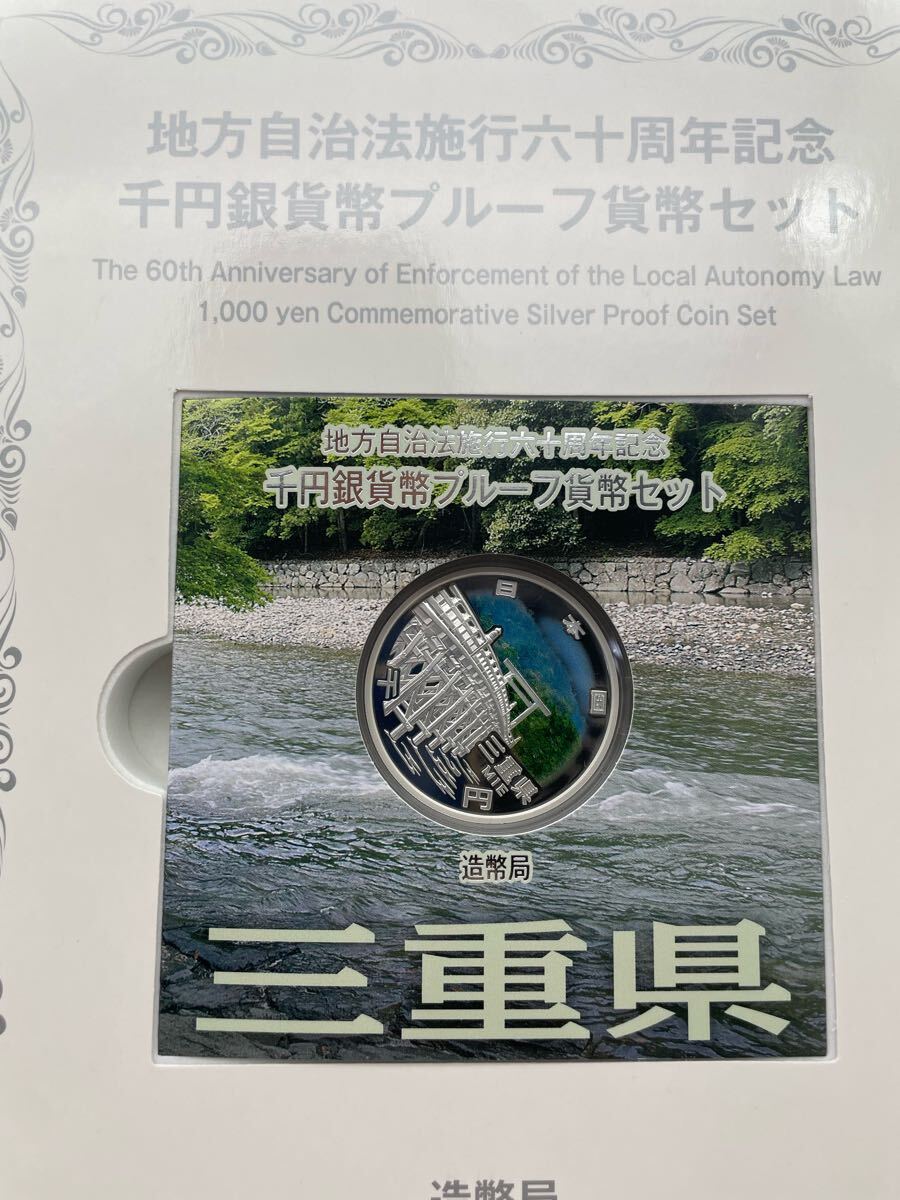 地方自治法施行六十周年記念
千円銀貨幣プルーフ貨幣セット
The 60th Anniversary of Enforcement of the Local Autonomy Law
1,000 yen Commemorative Silver Proof Coin Set
地方自治法施行六十周年記念
千円銀貨幣プルーフ貨幣セット
日本国
千円
三重県
MIE
造幣局
三重県
造幣局